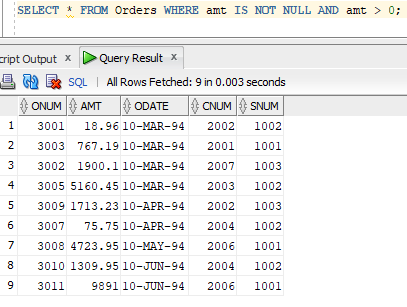 SELECT * FROM Orders WHERE amt IS NOT NULL AND amt > 0;
cript Output x Query Result x
SQL | All Rows Fetched: 9 in 0.003 seconds
ONUM AMT ODATE CNUM SNUM
1 3001 18.96 10-MAR-94 2002 1002
2 3003 767.19 10-MAR-94 2001 1001
3 3002 1900.1 10-MAR-94 2007 1003
4 3005 5160.45 10-MAR-94 2003 1002
5 3009 1713.23 10-APR-94 2002 1003
6 3007 75.75 10-APR-94 2004 1002
7 3008 4723.95 10-MAY-94 2006 1001
8 3010 1309.95 10-JUN-94 2004 1002
9 3011 9891 10-JUN-94 2006 1001